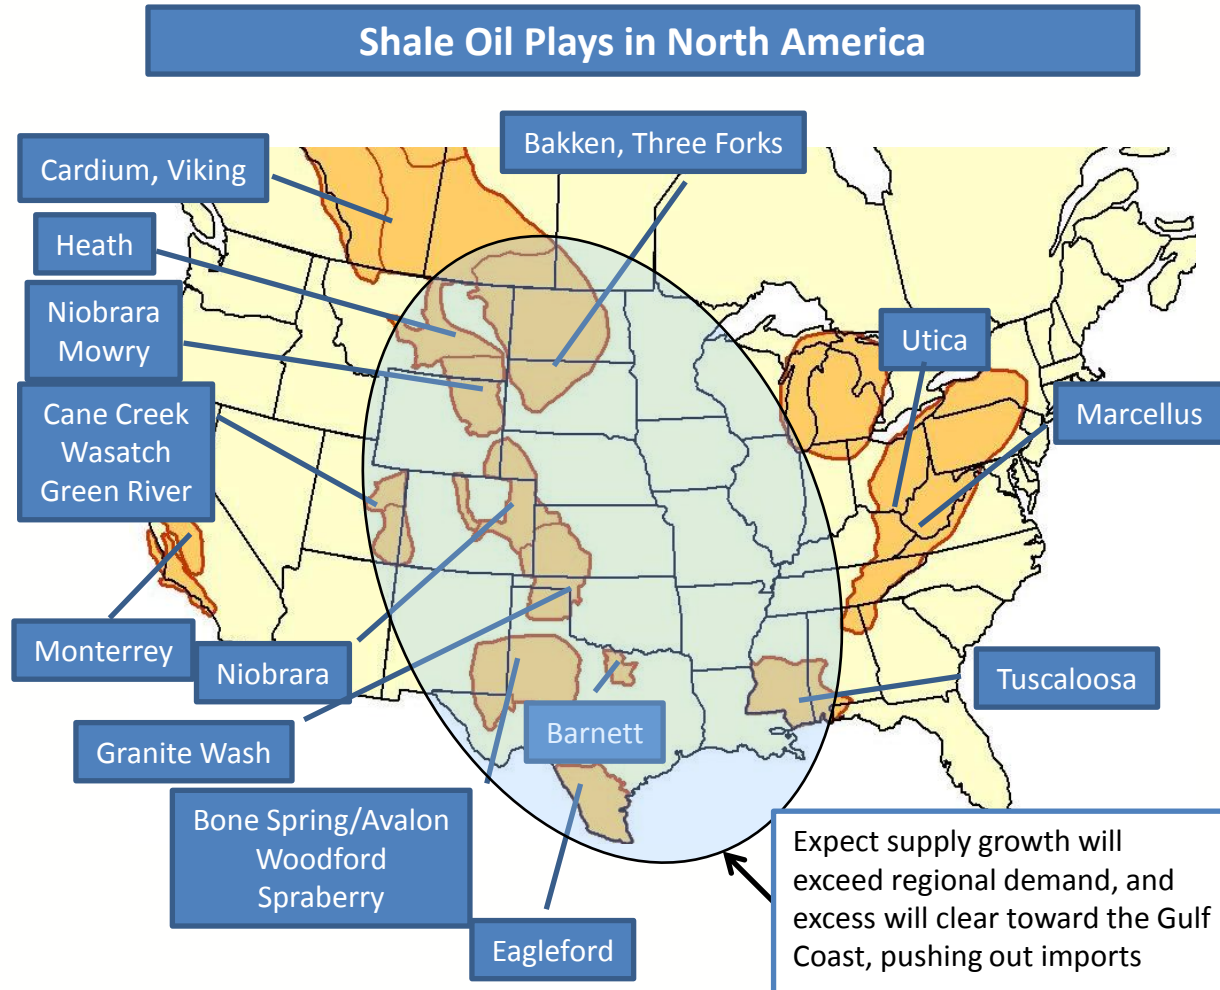 Shale Oil Plays in North America
Bakken, Three Forks
Cardium, Viking
Heath
Niobrara
Mowry
Utica
Cane Creek
Wasatch
Green River
Marcellus
Monterrey
Niobrara
Tuscaloosa
Granite Wash
Barnett
Bone Spring/Avalon
Woodford
Spraberry
Eagleford
Expect supply growth will
exceed regional demand, and
excess will clear toward the Gulf
Coast, pushing out imports